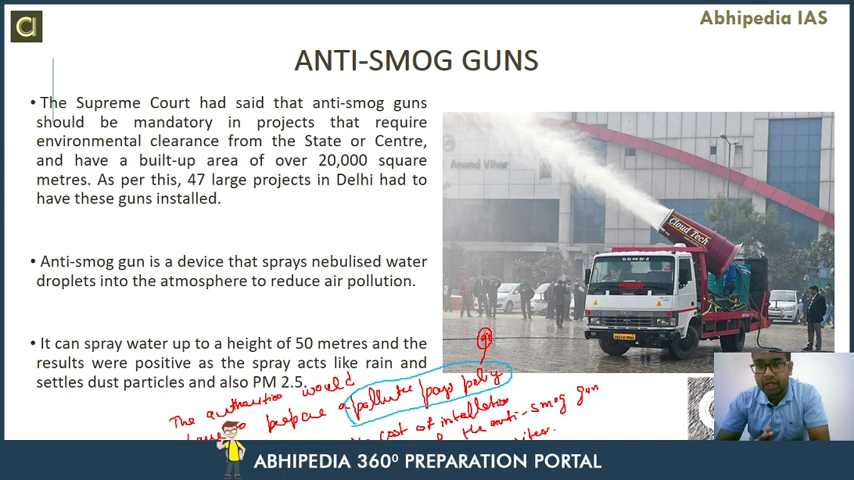 Abhipedia IAS
ANTI-SMOG GUNS
• The Supreme Court had said that anti-smog guns
should be mandatory in projects that require
environmental clearance from the State or Centre,
and have a built-up area of over 20,000 square
metres. As per this, 47 large projects in Delhi had to
have these guns installed.
Anand Vihar
Cloud Tech
• Anti-smog gun is a device that sprays nebulised water
droplets into the atmosphere to reduce air pollution.
• It can spray water up to a height of 50 metres and the
results were positive as the spray acts like rain and
settles dust particles and also PM 2.5.
The authorities would
to prepare a polluter pays policy
cost of installation
the anti-smog gun
sites.
ABHIPEDIA 360⁰ PREPARATION PORTAL